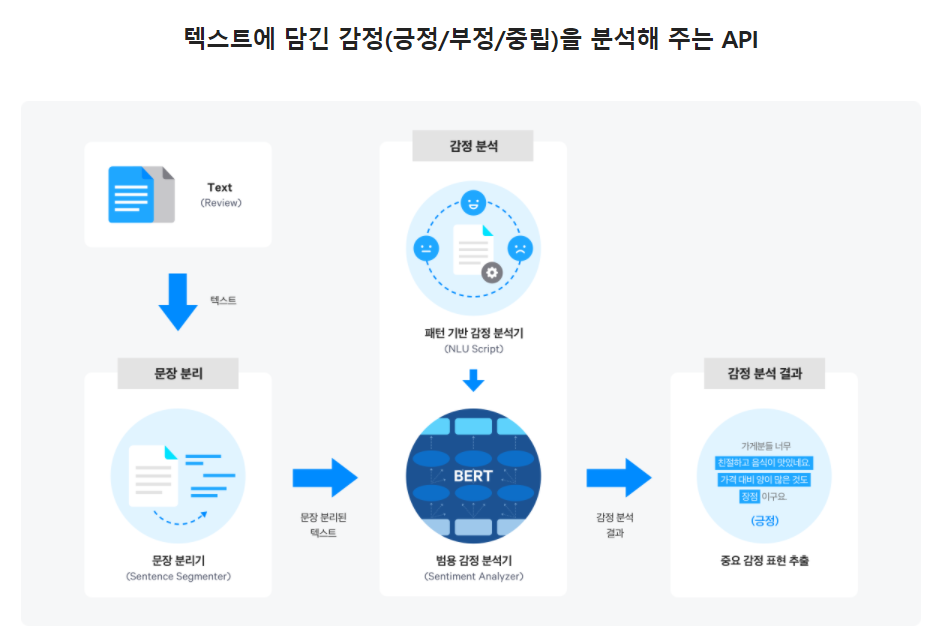 텍스트에 담긴 감정(긍정/부정/중립)을 분석해 주는 API
Text
(Review)
텍스트
문장 분리
문장 분리기
(Sentence Segmenter)
문장 분리된
텍스트
감정 분석
패턴 기반 감정 분석기
(NLU Script)
BERT
범용 감정 분석기
(Sentiment Analyzer)
감정 분석
결과
감정 분석 결과
가게분들 너무
친절하고 음식이 맛있네요.
가격 대비 양이 많은 것도
장점 이구요.
(긍정)
중요 감정 표현 추출